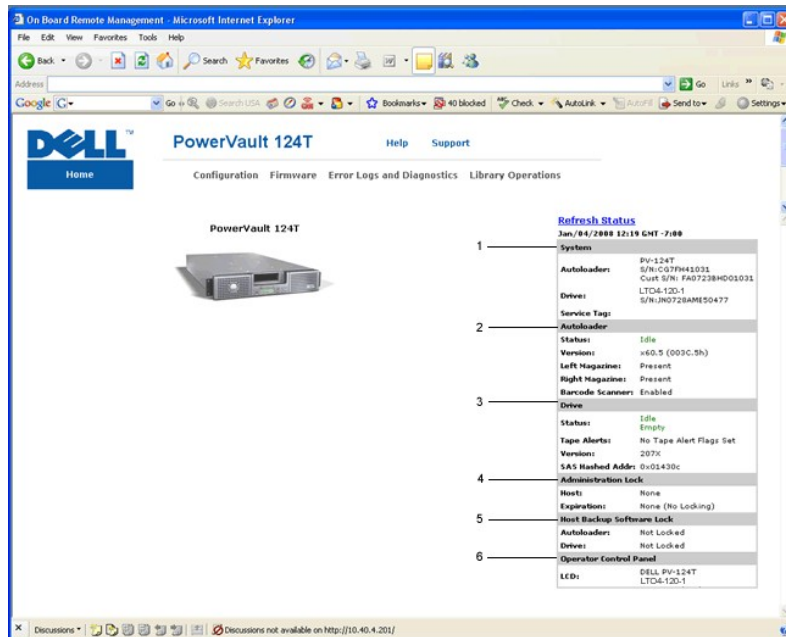 On Board Remote Management - Microsoft Internet Explorer
File Edit View Favorites Tools Help
Back Search Favorites
Address Go Links »
Google G Go Search USA Bookmarks 40 blocked Check AutoLink AutoFill Send to Settings
DELL™ PowerVault 124T Help Support
Home Configuration Firmware Error Logs and Diagnostics Library Operations
PowerVault 124T
Refresh Status
Jan/04/2008 12:19 GMT -7:00
1 System
Autoloader: PV-124T
S/N:CG7FH41031
Cust S/N: FA0723BHD01031
Drive: LTO4-120-1
S/N:JN0728AME50477
Service Tag:
2 Autoloader
Status: Idle
Version: x60.5 (003C.5h)
Left Magazine: Present
Right Magazine: Present
Barcode Scanner: Enabled
3 Drive
Status: Idle
Empty
Tape Alerts: No Tape Alert Flags Set
Version: 207X
SAS Hashed Addr: 0x01430c
4 Administration Lock
Host: None
Expiration: None (No Locking)
5 Host Backup Software Lock
Autoloader: Not Locked
Drive: Not Locked
6 Operator Control Panel
LCD: DELL PV-124T
LTO4-120-1
Discussions Discussions not available on http://10.40.4.201/